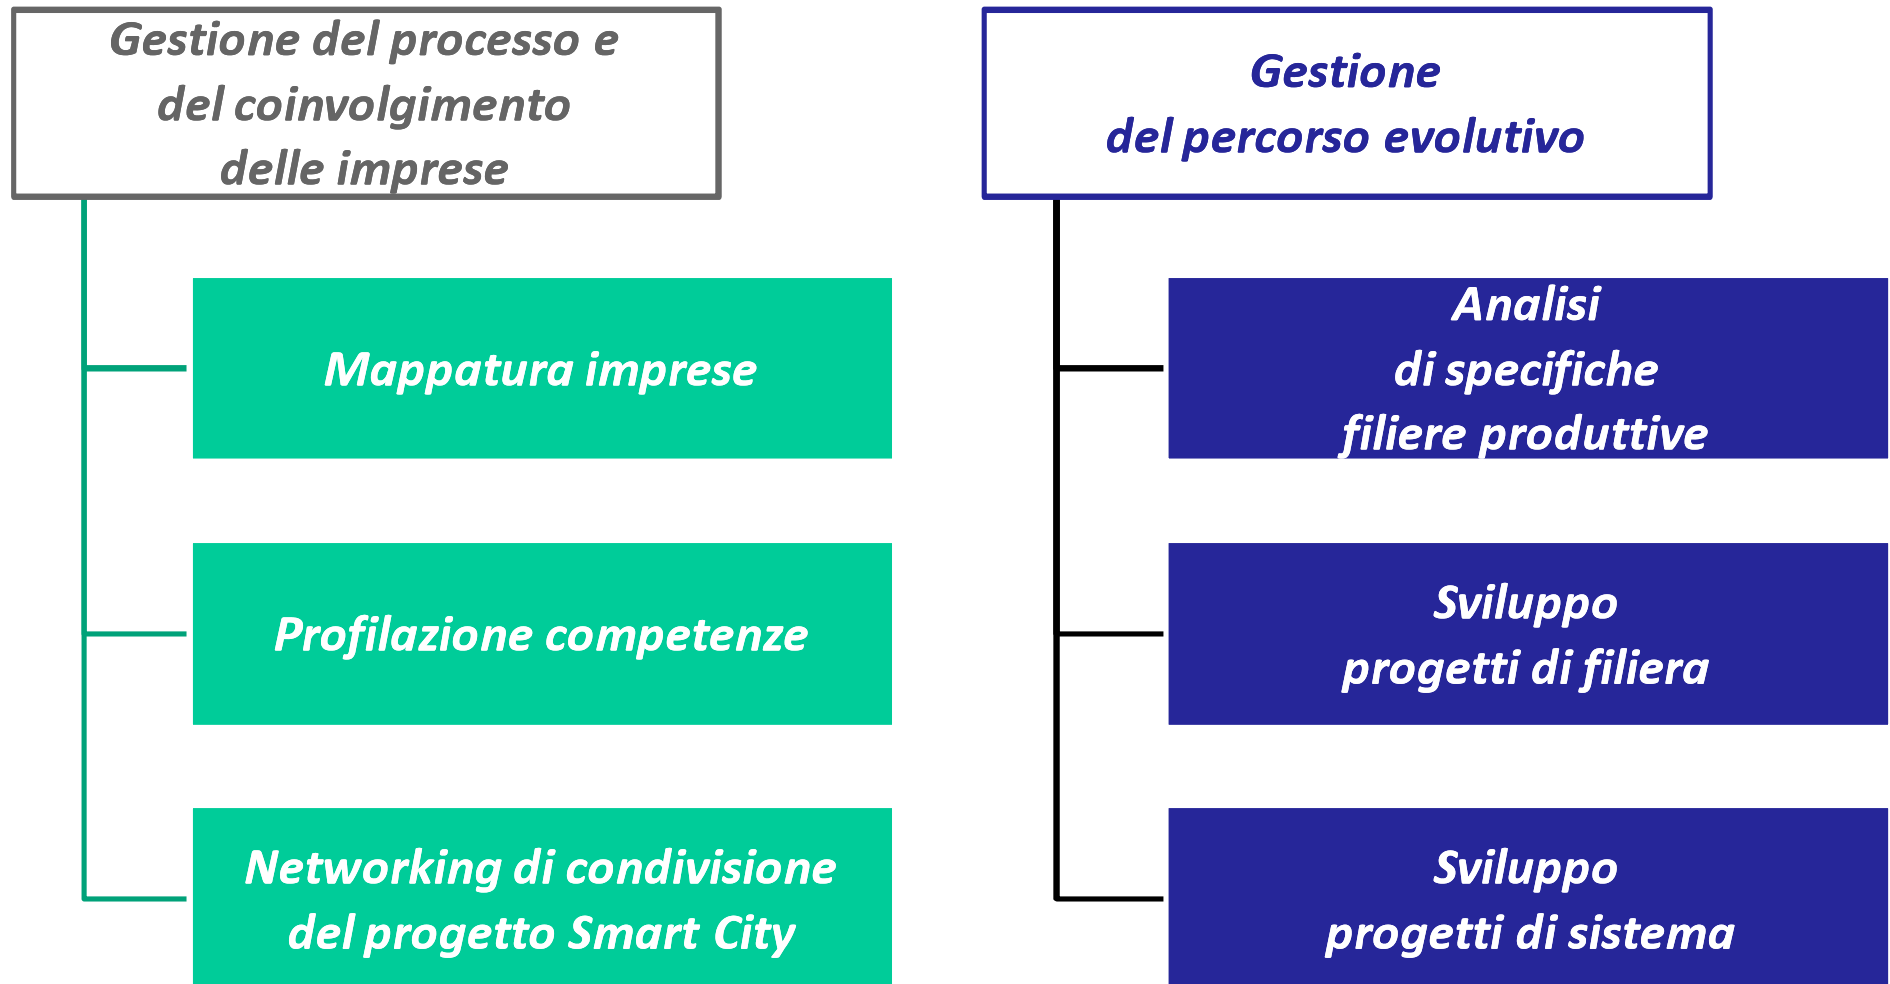 Gestione del processo e
del coinvolgimento
delle imprese
Mappatura imprese
Profilazione competenze
Networking di condivisione
del progetto Smart City
Gestione
del percorso evolutivo
Analisi
di specifiche
filiere produttive
Sviluppo
progetti di filiera
Sviluppo
progetti di sistema